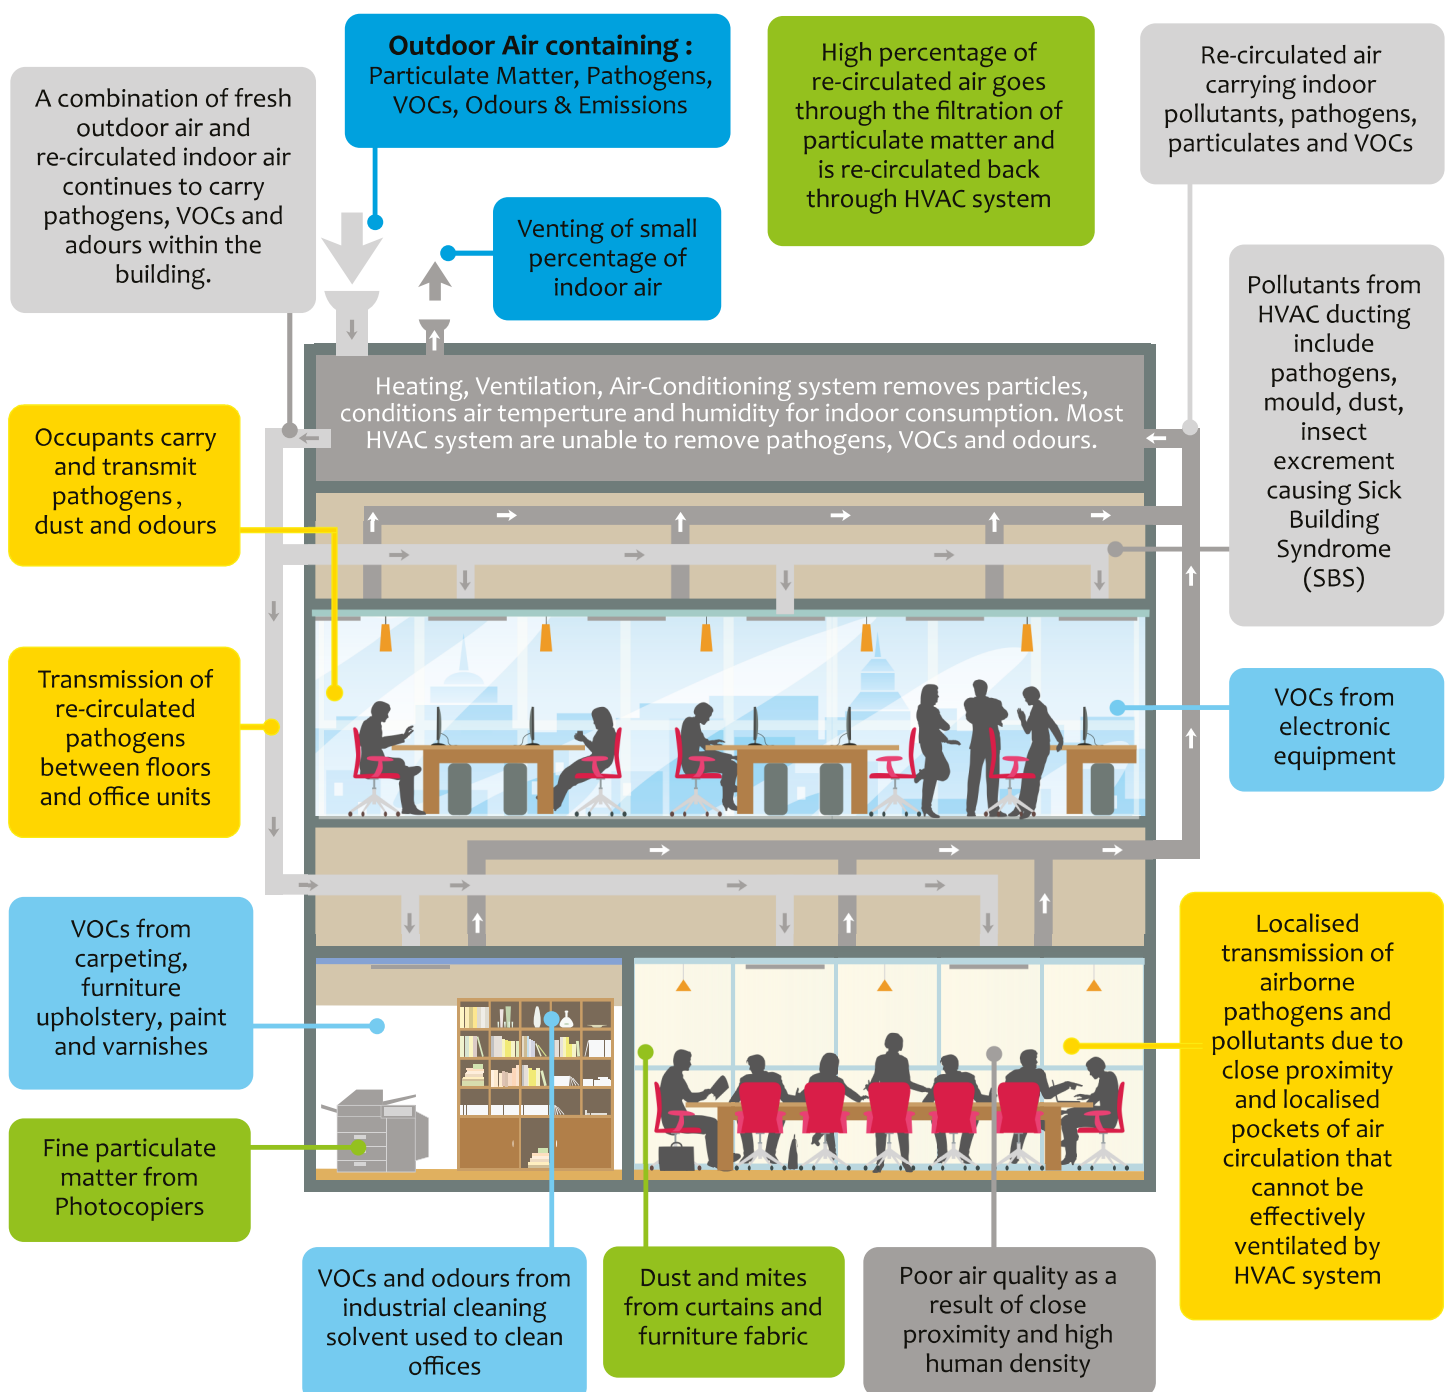 Outdoor Air containing :
Particulate Matter, Pathogens,
VOCs, Odours & Emissions
High percentage of
re-circulated air goes
through the filtration of
particulate matter and
is re-circulated back
through HVAC system
Re-circulated air
carrying indoor
pollutants, pathogens,
particulates and VOCs
A combination of fresh
outdoor air and
re-circulated indoor air
continues to carry
pathogens, VOCs and
adours within the
building.
Venting of small
percentage of
indoor air
Pollutants from
HVAC ducting
include
pathogens,
mould, dust,
insect
excrement
causing Sick
Building
Syndrome
(SBS)
Heating, Ventilation, Air-Conditioning system removes particles,
conditions air temperture and humidity for indoor consumption. Most
HVAC system are unable to remove pathogens, VOCs and odours.
Occupants carry
and transmit
pathogens ,
dust and odours
Transmission of
re-circulated
pathogens
between floors
and office units
VOCs from
electronic
equipment
VOCs from
carpeting,
furniture
upholstery, paint
and varnishes
Localised
transmission of
airborne
pathogens and
pollutants due to
close proximity
and localised
pockets of air
circulation that
cannot be
effectively
ventilated by
HVAC system
Fine particulate
matter from
Photocopiers
VOCs and odours from
industrial cleaning
solvent used to clean
offices
Dust and mites
from curtains and
furniture fabric
Poor air quality as a
result of close
proximity and high
human density